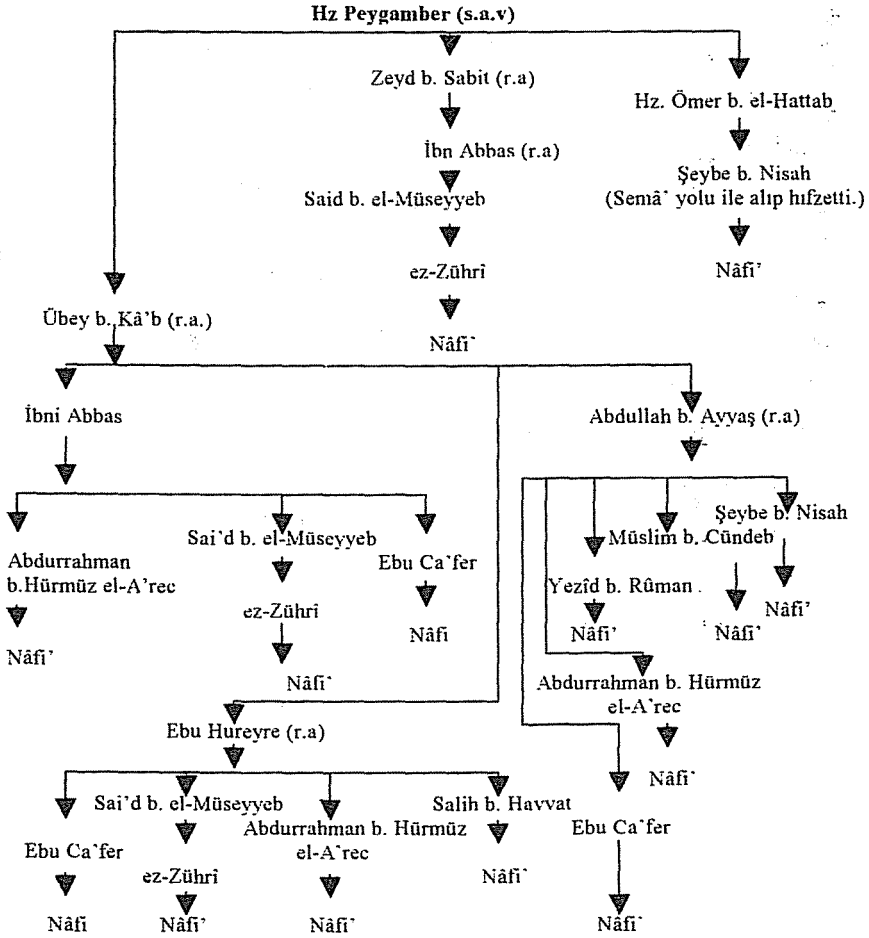 Hz Peygamber (s.a.v)
Zeyd b. Sabit (r.a)
Hz. Ömer b. el-Hattab
İbn Abbas (r.a)
Şeybe b. Nisah
(Semâ' yolu ile alıp hıfzetti.)
Said b. el-Müseyyeb
ez-Zührî
Nâfi'
Übey b. Kâ'b (r.a.)
Nâfi'
İbni Abbas
Abdullah b. Ayyaş (r.a)
Şeybe b. Nisah
Sai'd b. el-Müseyyeb
Müslim b. Cündeb
Abdurrahman
b.Hürmüz el-A'rec
Ebu Ca'fer
Yezîd b. Rûman
ez-Zührî
Nâfi
Nâfi'
Nâfi'
Nâfi'
Nâfi'
Nâfi'
Abdurrahman b. Hürmüz
el-A'rec
Ebu Hureyre (r.a)
Nâfi'
Sai'd b. el-Müseyyeb
Salih b. Havvat
Abdurrahman b. Hürmüz
el-A'rec
Ebu Ca'fer
Ebu Ca'fer
ez-Zührî
Nâfi'
Nâfi
Nâfi'
Nâfi'
Nâfi'